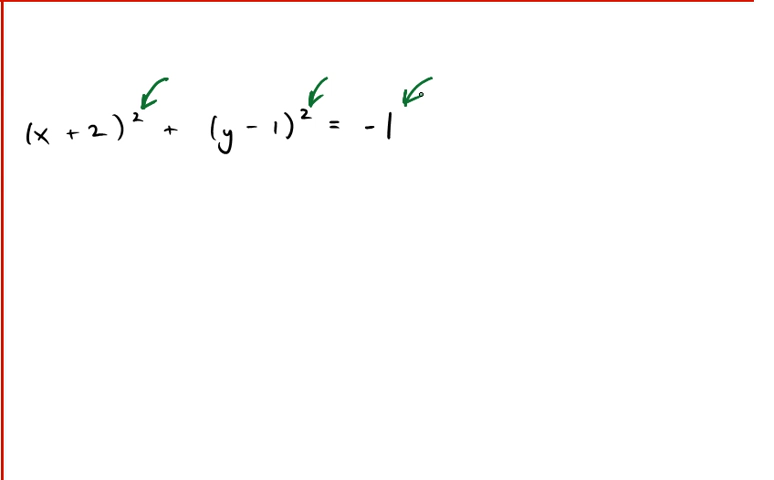 (x + 2)² + (y - 1)² = -1